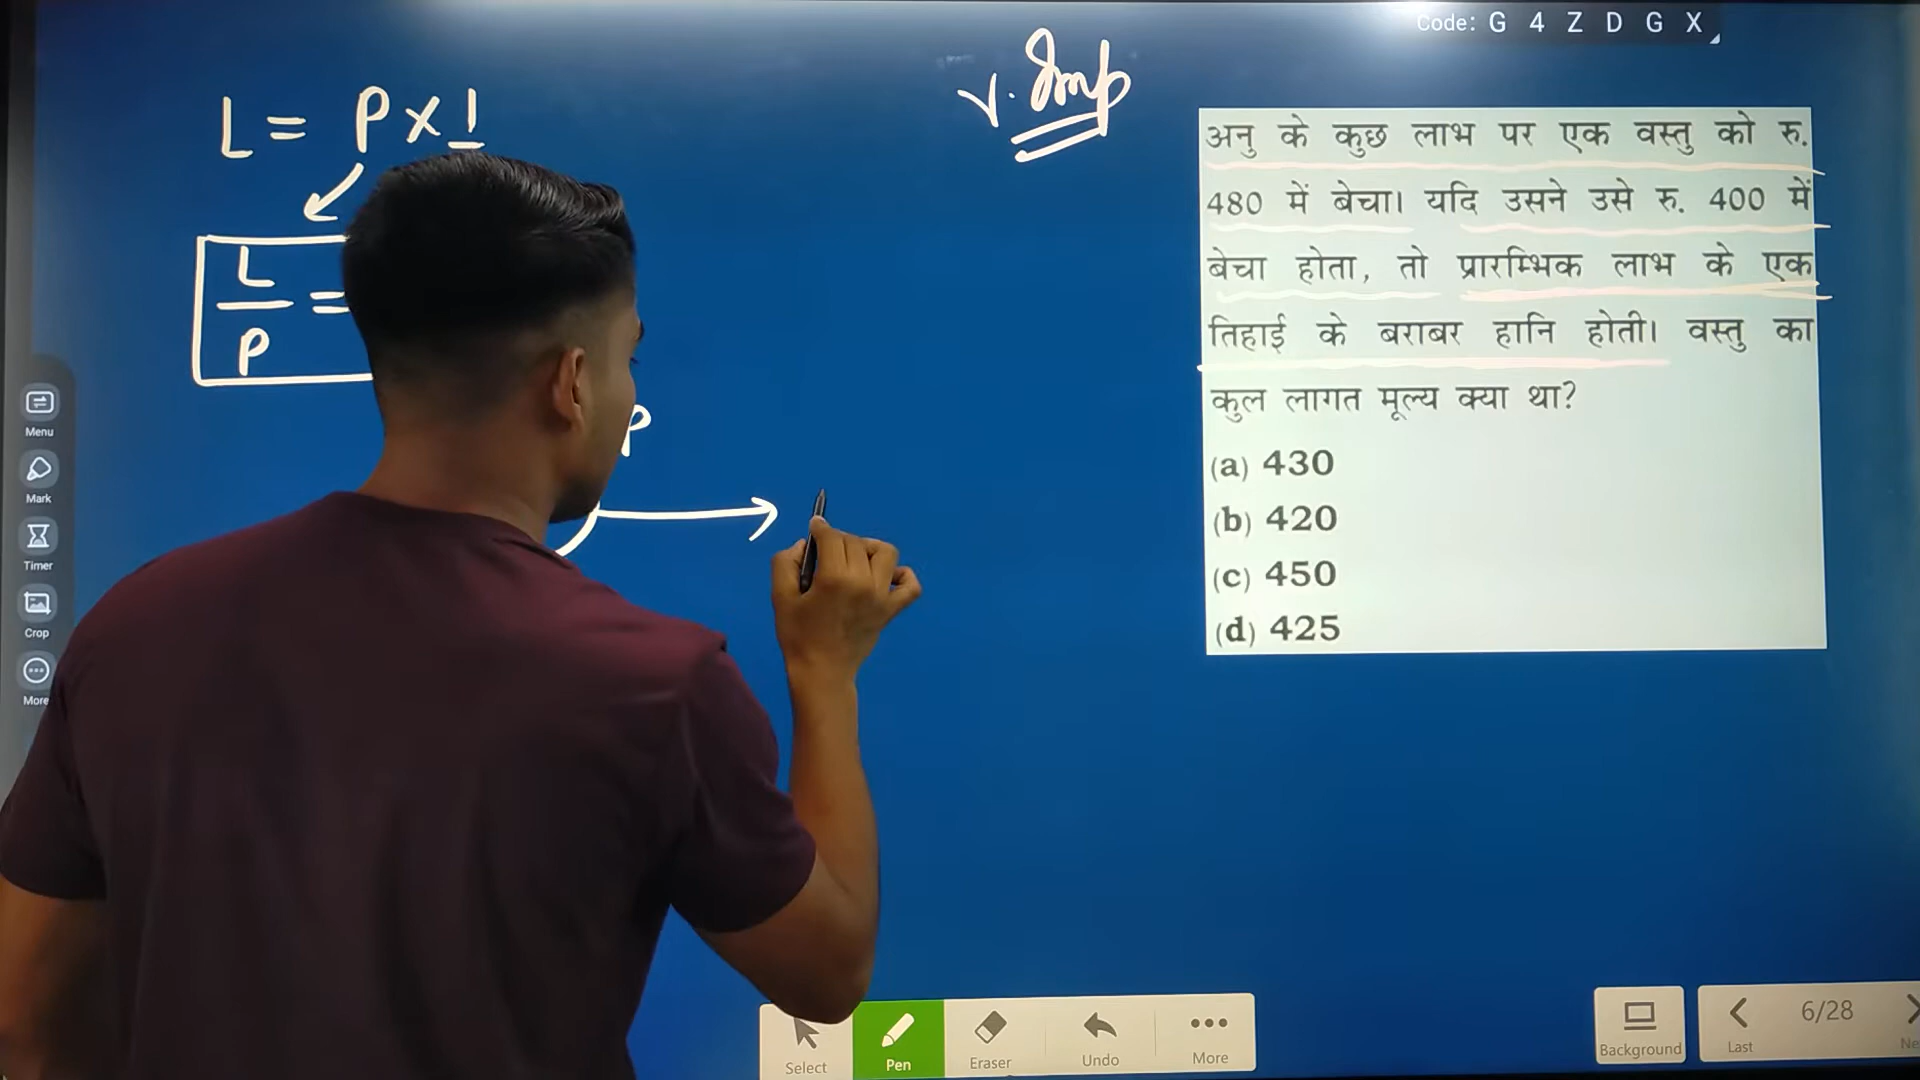 Code: G 4 Z D G X
V. Imp
L = P × 1
L
P
=
P
अनु के कुछ लाभ पर एक वस्तु को रु.
480 में बेचा। यदि उसने उसे रु. 400 में
बेचा होता, तो प्रारम्भिक लाभ के एक
तिहाई के बराबर हानि होती। वस्तु का
कुल लागत मूल्य क्या था?
(a) 430
(b) 420
(c) 450
(d) 425
Menu
Mark
Timer
Crop
More
Select
Pen
Eraser
Undo
More
Background
Last
6/28
Ne